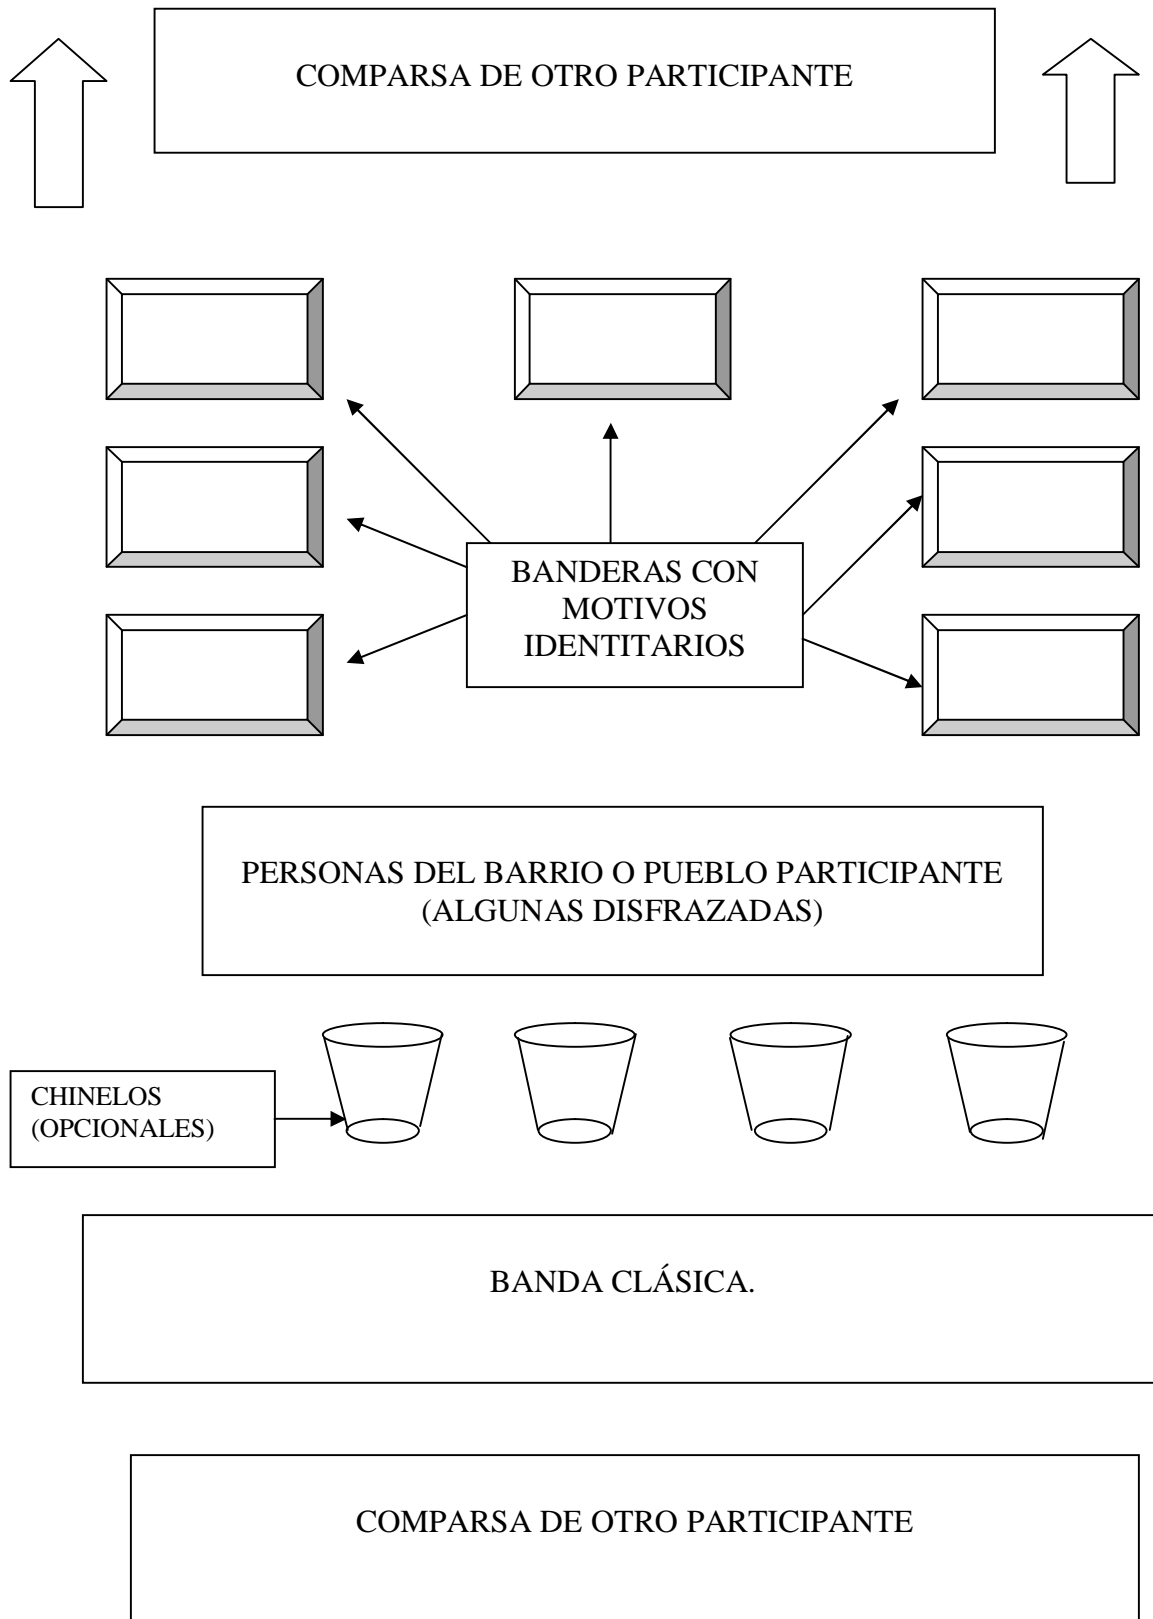 COMPARSA DE OTRO PARTICIPANTE
BANDERAS CON
MOTIVOS
IDENTITARIOS
PERSONAS DEL BARRIO O PUEBLO PARTICIPANTE
(ALGUNAS DISFRAZADAS)
CHINELOS
(OPCIONALES)
BANDA CLÁSICA.
COMPARSA DE OTRO PARTICIPANTE